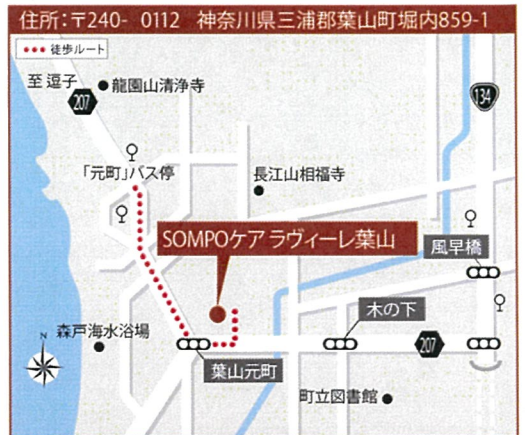 住所：〒240- 0112 神奈川県三浦郡葉山町堀内859-1
徒歩ルート
至 逗子
207
龍園山清浄寺
134
「元町」バス停
長江山相福寺
SOMPOケア ラヴィーレ葉山
風早橋
木の下
森戸海水浴場
N
207
葉山元町
町立図書館